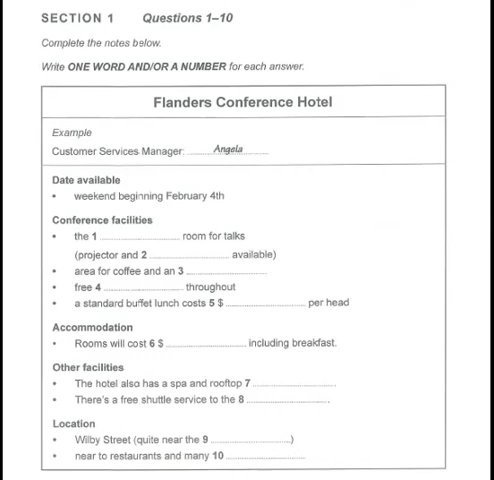 SECTION 1 Questions 1–10
Complete the notes below.
Write ONE WORD AND/OR A NUMBER for each answer.
Flanders Conference Hotel
Example
Customer Services Manager: .............Angela.............
Date available
• weekend beginning February 4th
Conference facilities
• the 1 ............................ room for talks
(projector and 2 ............................ available)
• area for coffee and an 3 ............................
• free 4 ............................ throughout
• a standard buffet lunch costs 5 $ ............................ per head
Accommodation
• Rooms will cost 6 $ ............................ including breakfast.
Other facilities
• The hotel also has a spa and rooftop 7 ............................
• There's a free shuttle service to the 8 ............................ .
Location
• Wilby Street (quite near the 9 ............................)
• near to restaurants and many 10 ............................